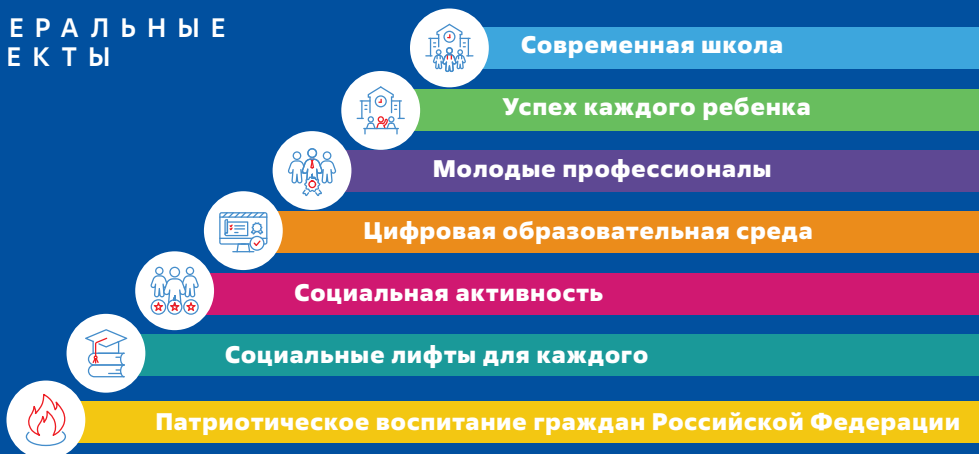 ЕРАЛЬНЫЕ
ЕКТЫ
Современная школа
Успех каждого ребенка
Молодые профессионалы
Цифровая образовательная среда
Социальная активность
Социальные лифты для каждого
Патриотическое воспитание граждан Российской Федерации